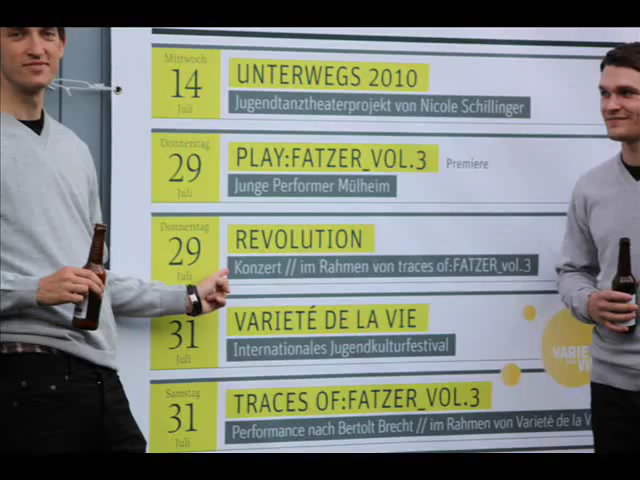 Mittwoch
14
Juli
UNTERWEGS 2010
Jugendtanztheaterprojekt von Nicole Schillinger
Donnerstag
29
Juli
PLAY:FATZER_VOL.3 Premiere
Junge Performer Mülheim
Donnerstag
29
Juli
REVOLUTION
Konzert // im Rahmen von traces of:FATZER_vol.3
31
Juli
VARIETÉ DE LA VIE
Internationales Jugendkulturfestival
VARIE
VI
Samstag
31
Juli
TRACES OF:FATZER_VOL.3
Performance nach Bertolt Brecht // im Rahmen von Varieté de la V